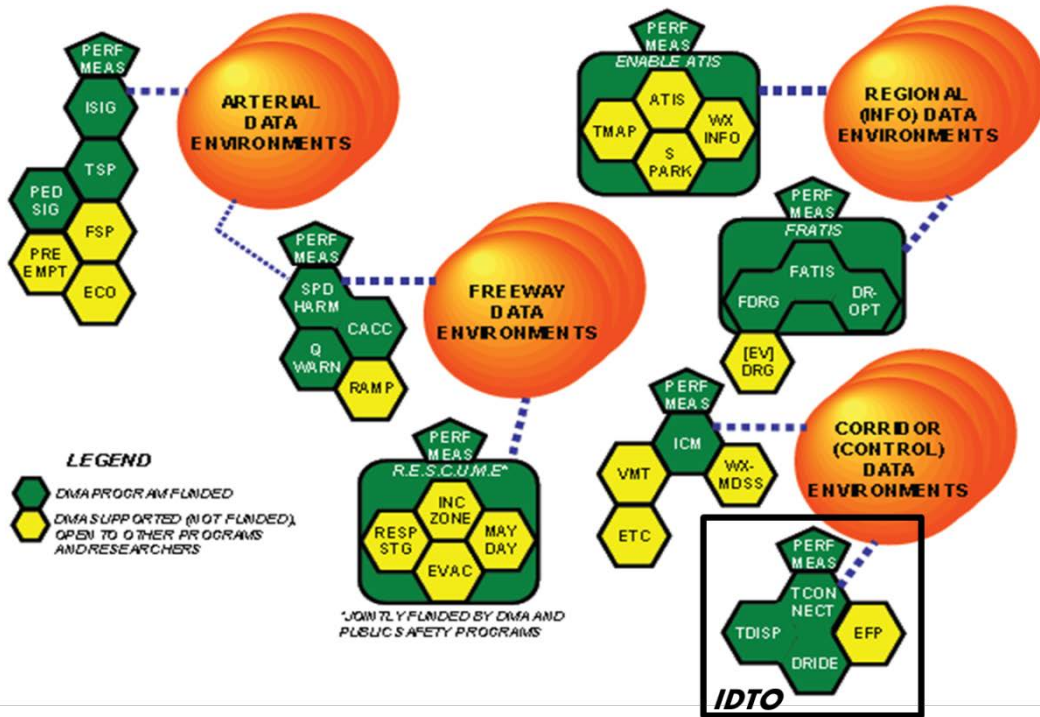 PERF
MEAS
ISIG
TSP
PED
SIG
FSP
PRE
EMPT
ECO
ARTERIAL
DATA
ENVIRONMENTS
PERF
MEAS
ENABLE ATIS
ATIS
TMAP
WX
INFO
S
PARK
REGIONAL
(INFO) DATA
ENVIRONMENTS
PERF
MEAS
FRATIS
FATIS
FDRG
DR-
OPT
[EV]
DRG
PERF
MEAS
SPD
HARM
CACC
Q
WARN
RAMP
FREEWAY
DATA
ENVIRONMENTS
PERF
MEAS
R.E.S.C.U.M.E*
INC
ZONE
RESP
STG
MAY
DAY
EVAC
*JOINTLY FUNDED BY DMA AND
PUBLIC SAFETY PROGRAMS
PERF
MEAS
ICM
VMT
WX-
MDSS
ETC
CORRIDOR
(CONTROL)
DATA
ENVIRONMENTS
PERF
MEAS
TCON
NECT
TDISP
EFP
DRIDE
IDTO
LEGEND
DMA PROGRAM FUNDED
DMA SUPPORTED (NOT FUNDED),
OPEN TO OTHER PROGRAMS
AND RESEARCHERS